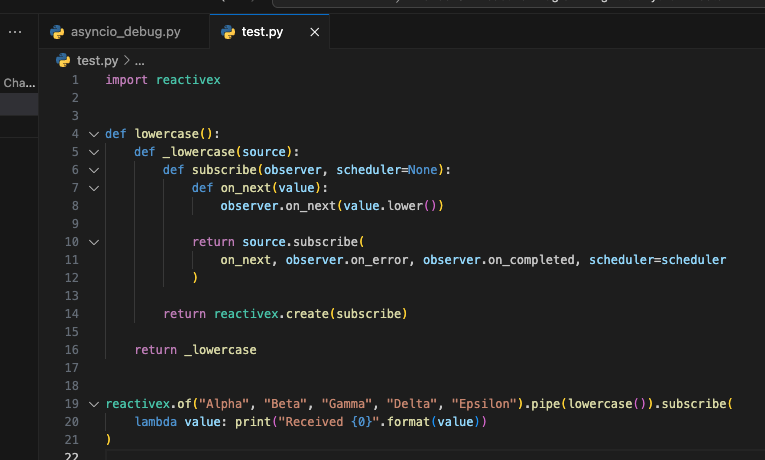 asyncio_debug.py
test.py
test.py > ...
Cha...
1 import reactivex
2
3
4 def lowercase():
5     def _lowercase(source):
6         def subscribe(observer, scheduler=None):
7             def on_next(value):
8                 observer.on_next(value.lower())
9
10             return source.subscribe(
11                 on_next, observer.on_error, observer.on_completed, scheduler=scheduler
12             )
13
14         return reactivex.create(subscribe)
15
16     return _lowercase
17
18
19 reactivex.of("Alpha", "Beta", "Gamma", "Delta", "Epsilon").pipe(lowercase()).subscribe(
20     lambda value: print("Received {0}".format(value))
21 )
22